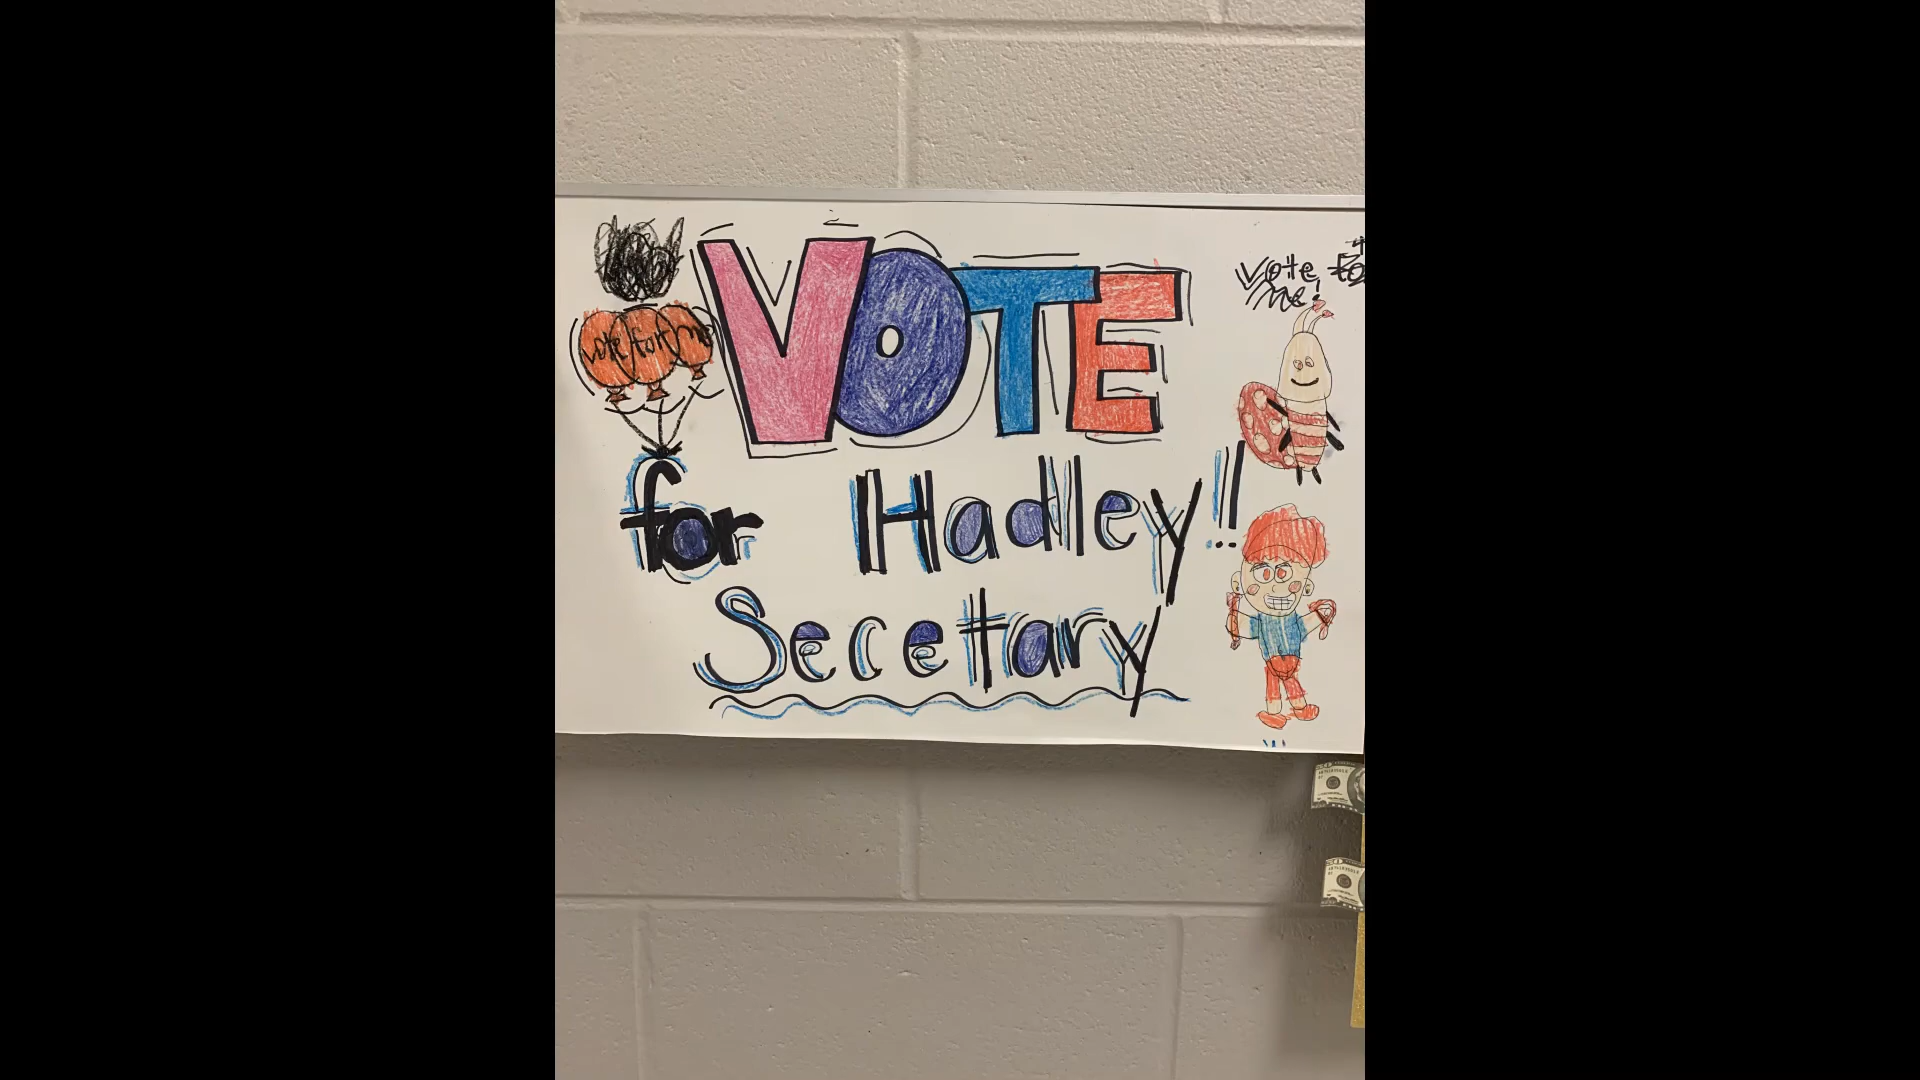 VOTE
for Hadley!!
Secetary
vote for me
Vote for
me!